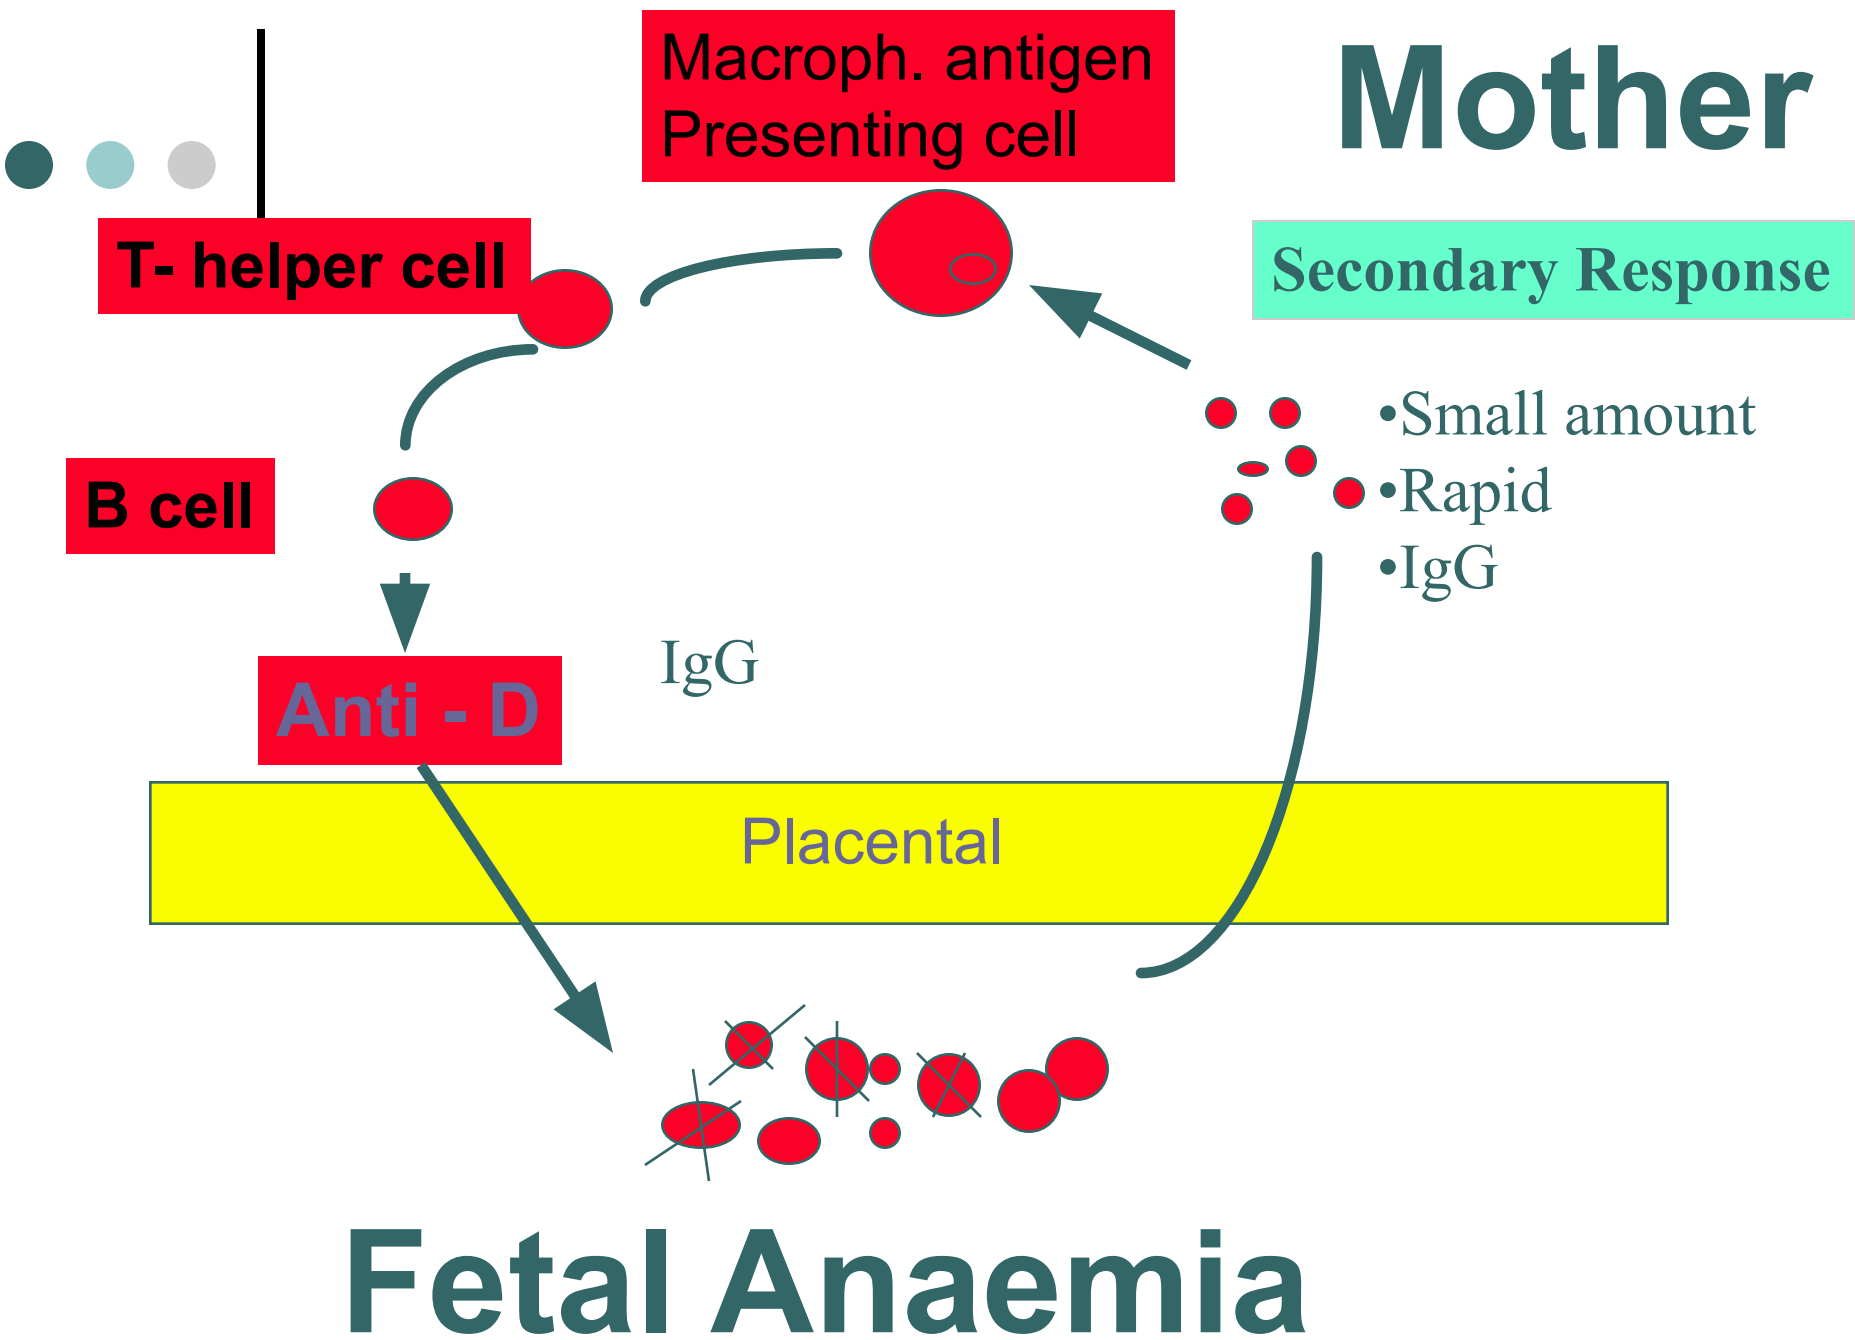 Macroph. antigen
Presenting cell
Mother
T- helper cell
Secondary Response
•Small amount
•Rapid
•IgG
B cell
IgG
Anti - D
Placental
Fetal Anaemia